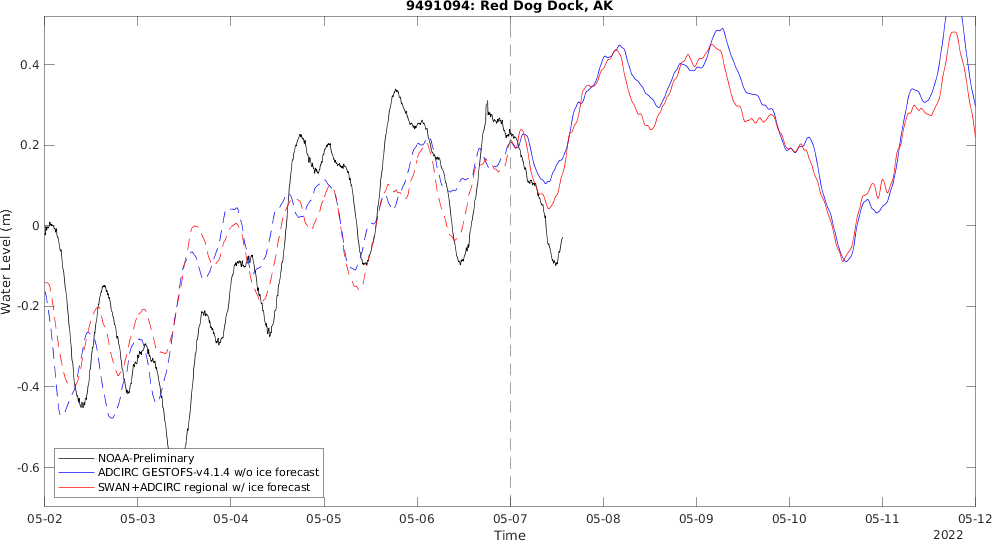 9491094: Red Dog Dock, AK
Water Level (m)
0.4
0.2
0
-0.2
-0.4
-0.6
NOAA-Preliminary
ADCIRC GESTOFS-v4.1.4 w/o ice forecast
SWAN+ADCIRC regional w/ ice forecast
05-02 05-03 05-04 05-05 05-06 05-07 05-08 05-09 05-10 05-11 05-12
Time
2022